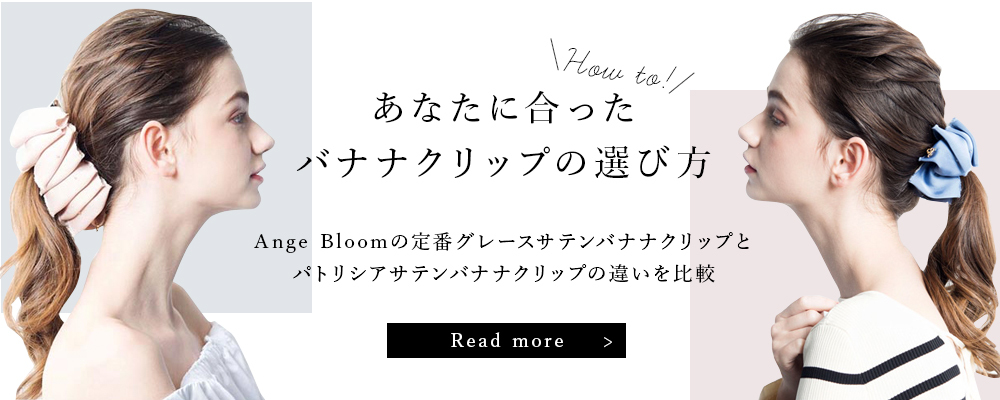 \How to!/
あなたに合った
バナナクリップの選び方
Ange Bloomの定番グレースサテンバナナクリップと
パトリシアサテンバナナクリップの違いを比較
Read more >